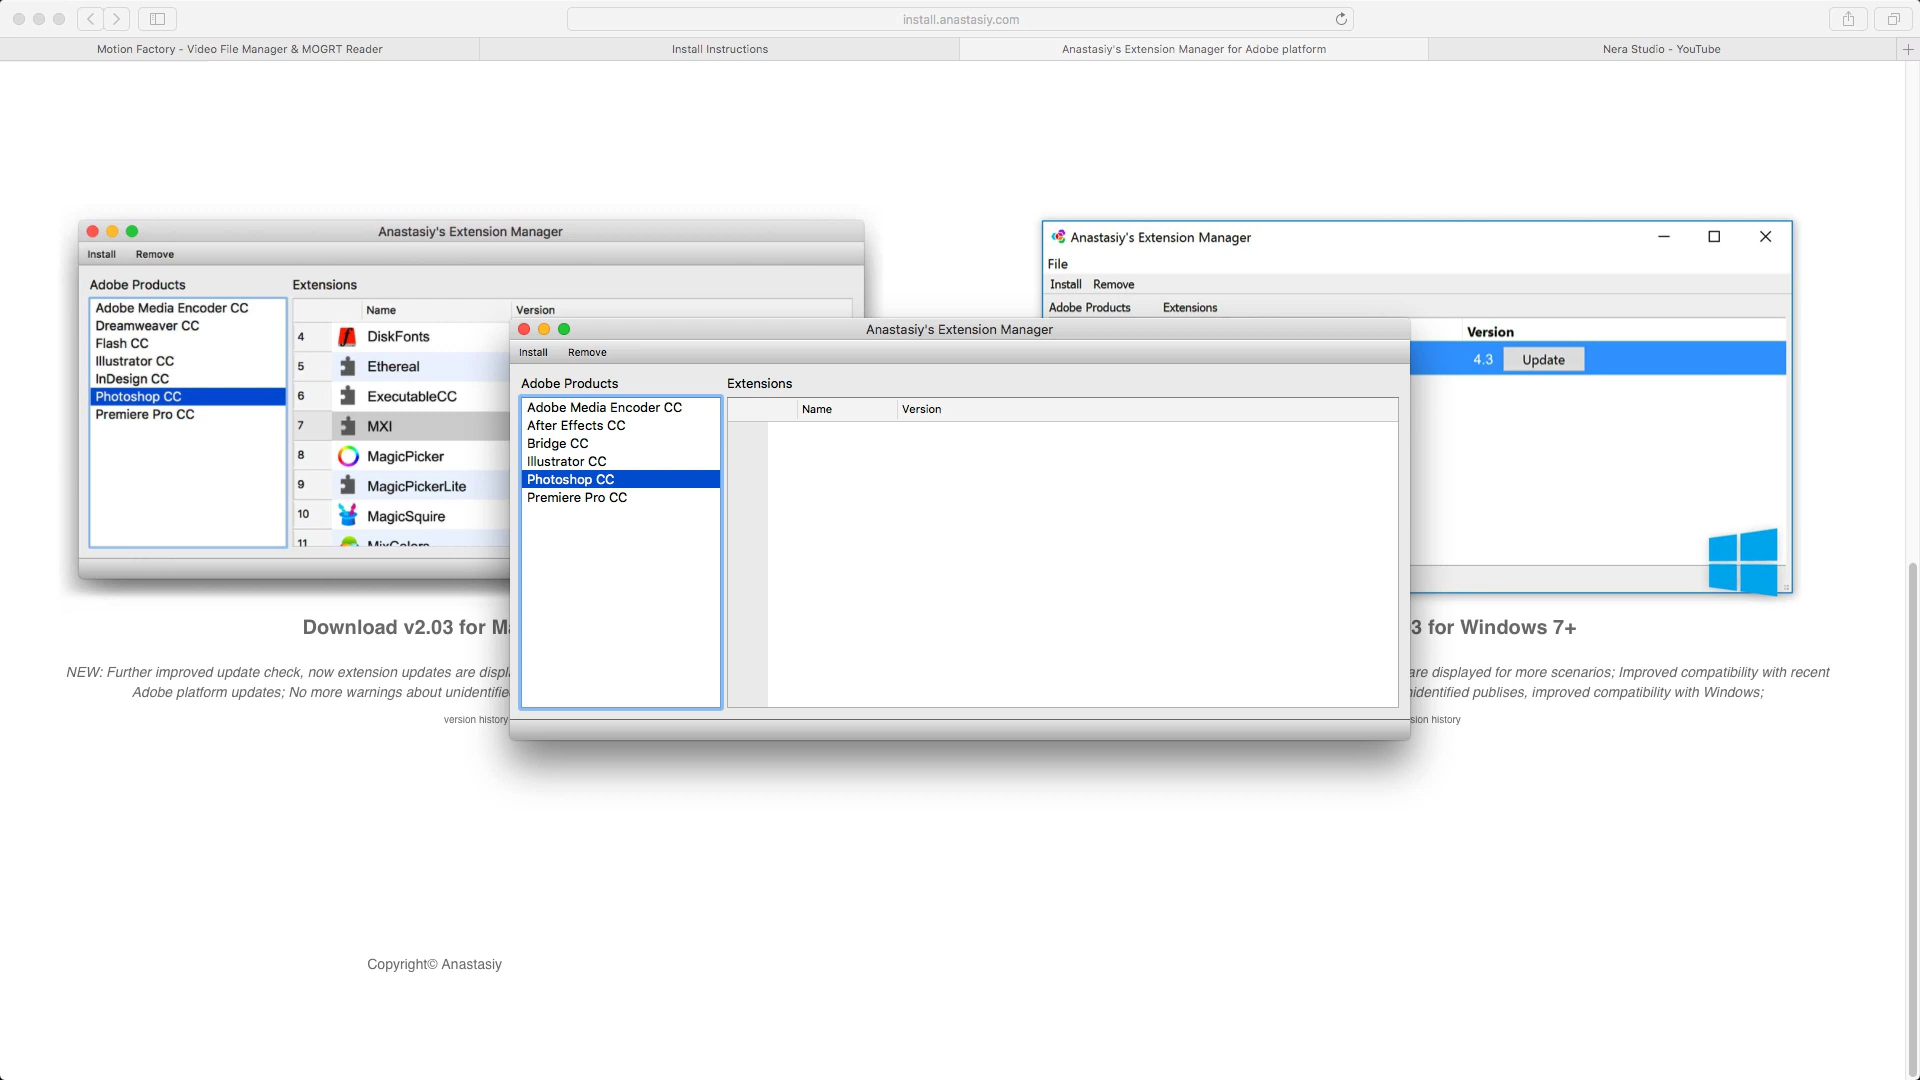 install.anastasiy.com
Motion Factory - Video File Manager & MOGRT Reader
Install Instructions
Anastasiy's Extension Manager for Adobe platform
Nera Studio - YouTube
Anastasiy's Extension Manager
Install Remove
Adobe Products Extensions
Name Version
Adobe Media Encoder CC
Dreamweaver CC
Flash CC
Illustrator CC
InDesign CC
Photoshop CC
Premiere Pro CC
4 DiskFonts
5 Ethereal
6 ExecutableCC
7 MXI
8 MagicPicker
9 MagicPickerLite
10 MagicSquire
11 MixColors
Anastasiy's Extension Manager
File
Install Remove
Adobe Products Extensions
Version
4.3 Update
Anastasiy's Extension Manager
Install Remove
Adobe Products Extensions
Name Version
Adobe Media Encoder CC
After Effects CC
Bridge CC
Illustrator CC
Photoshop CC
Premiere Pro CC
Download v2.03 for M
3 for Windows 7+
NEW: Further improved update check, now extension updates are displ
Adobe platform updates; No more warnings about unidentifie
version history
are displayed for more scenarios; Improved compatibility with recent
identified publises, improved compatibility with Windows;
sion history
Copyright© Anastasiy